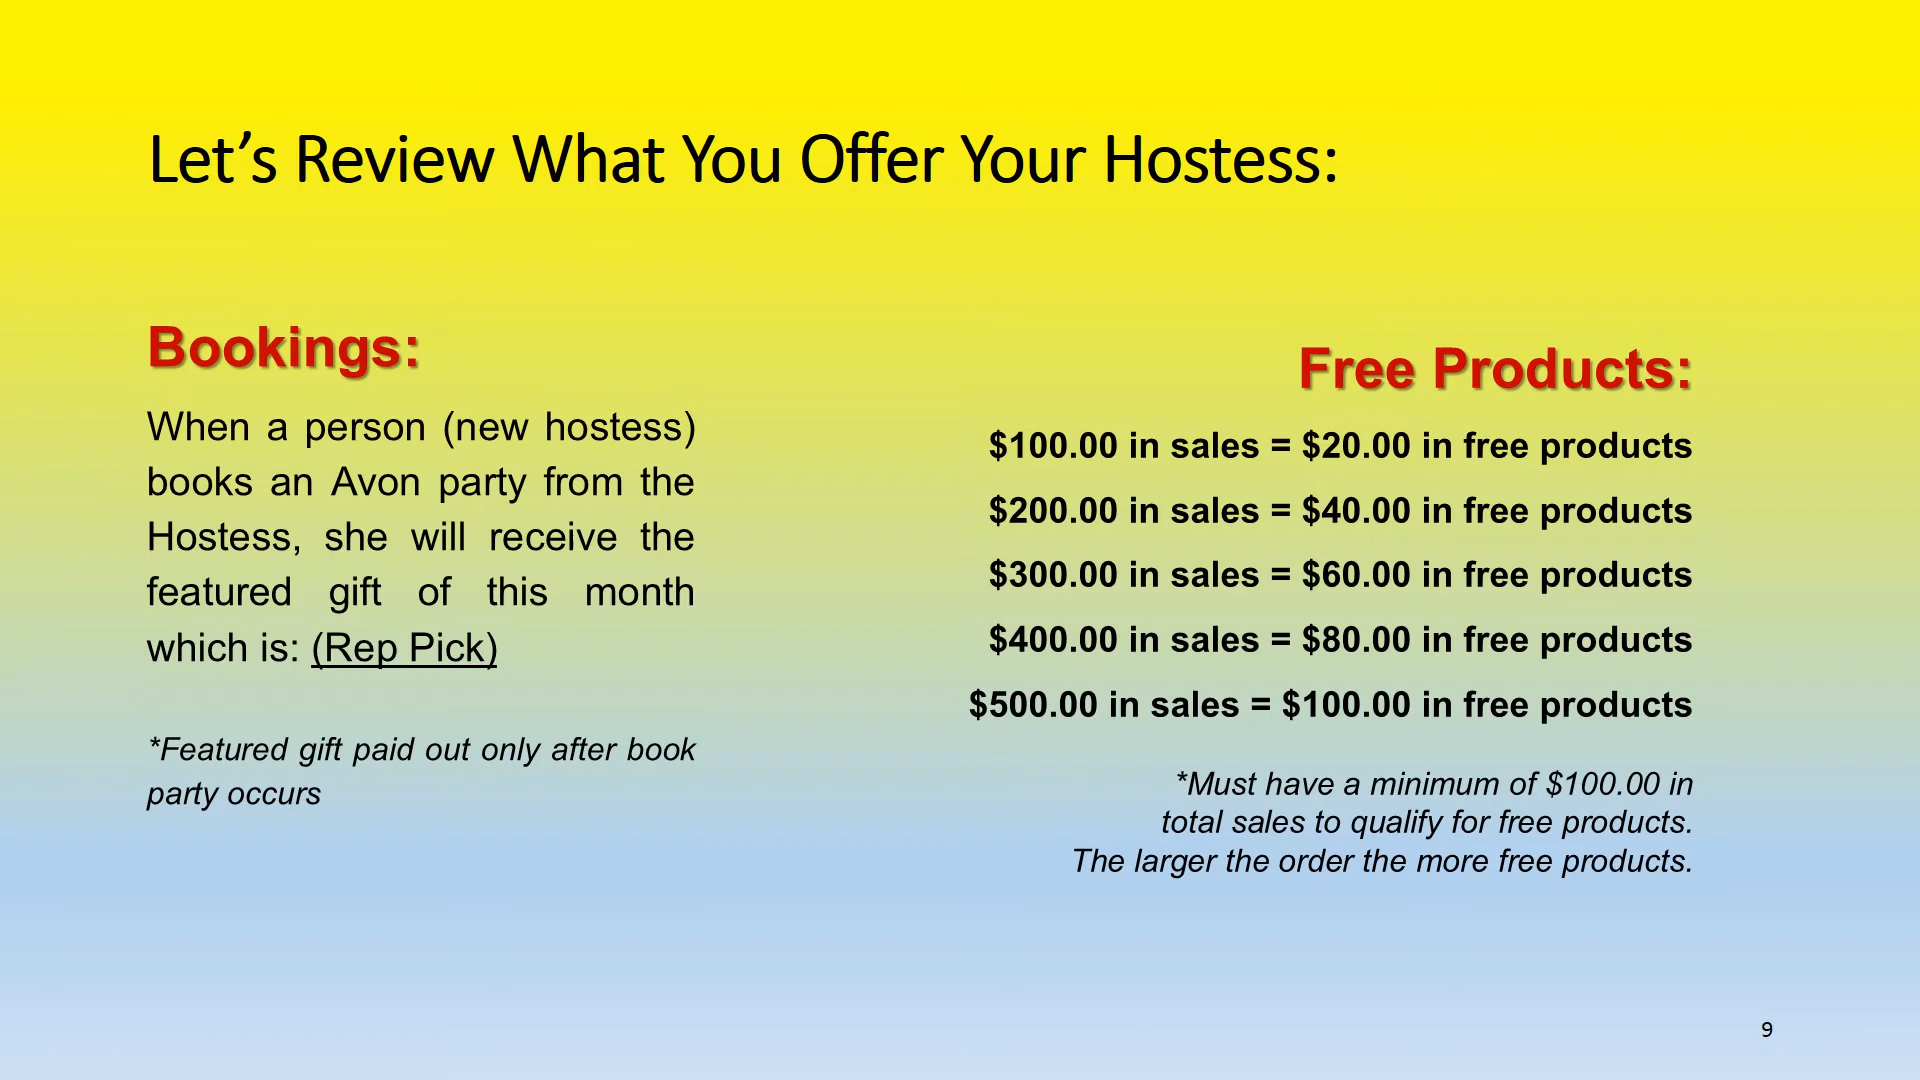 Let’s Review What You Offer Your Hostess:
Bookings:
When a person (new hostess)
books an Avon party from the
Hostess, she will receive the
featured gift of this month
which is: (Rep Pick)
*Featured gift paid out only after book
party occurs
Free Products:
$100.00 in sales = $20.00 in free products
$200.00 in sales = $40.00 in free products
$300.00 in sales = $60.00 in free products
$400.00 in sales = $80.00 in free products
$500.00 in sales = $100.00 in free products
*Must have a minimum of $100.00 in
total sales to qualify for free products.
The larger the order the more free products.
9